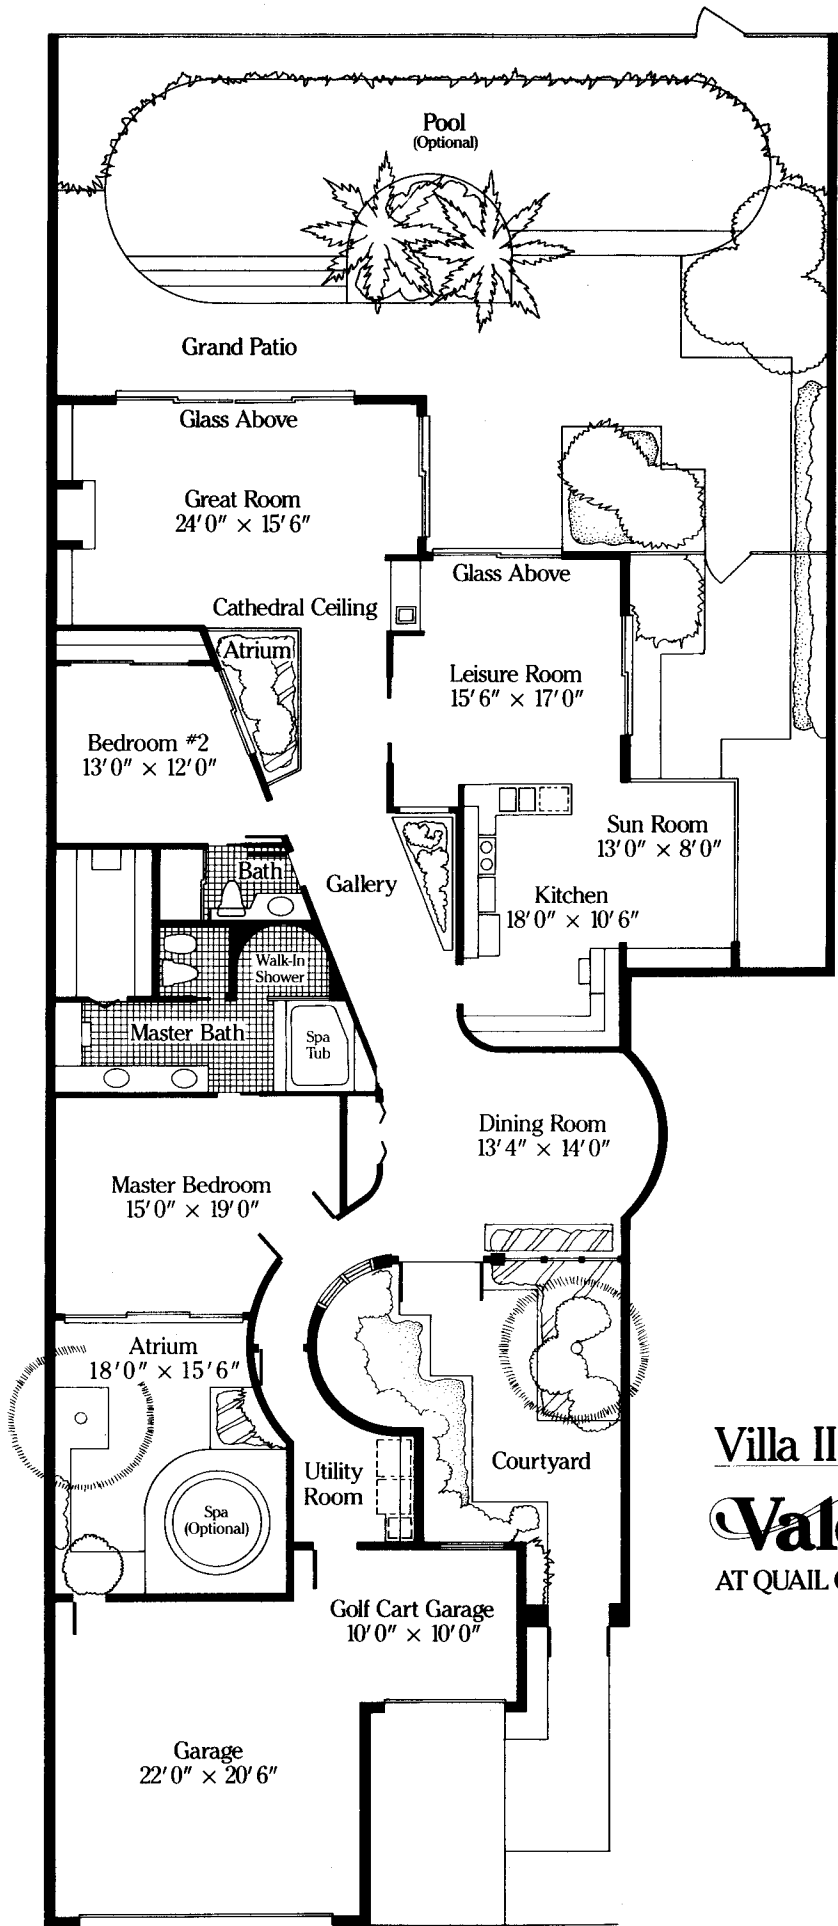 Pool
(Optional)
Grand Patio
Glass Above
Great Room
24'0" × 15'6"
Glass Above
Cathedral Ceiling
Atrium
Leisure Room
15'6" × 17'0"
Bedroom #2
13'0" × 12'0"
Sun Room
13'0" × 8'0"
Bath
Gallery
Kitchen
18'0" × 10'6"
Walk-In
Shower
Master Bath
Spa
Tub
Dining Room
13'4" × 14'0"
Master Bedroom
15'0" × 19'0"
Atrium
18'0" × 15'6"
Villa II
Courtyard
Utility
Room
Spa
(Optional)
AT QUAIL
Golf Cart Garage
10'0" × 10'0"
Garage
22'0" × 20'6"